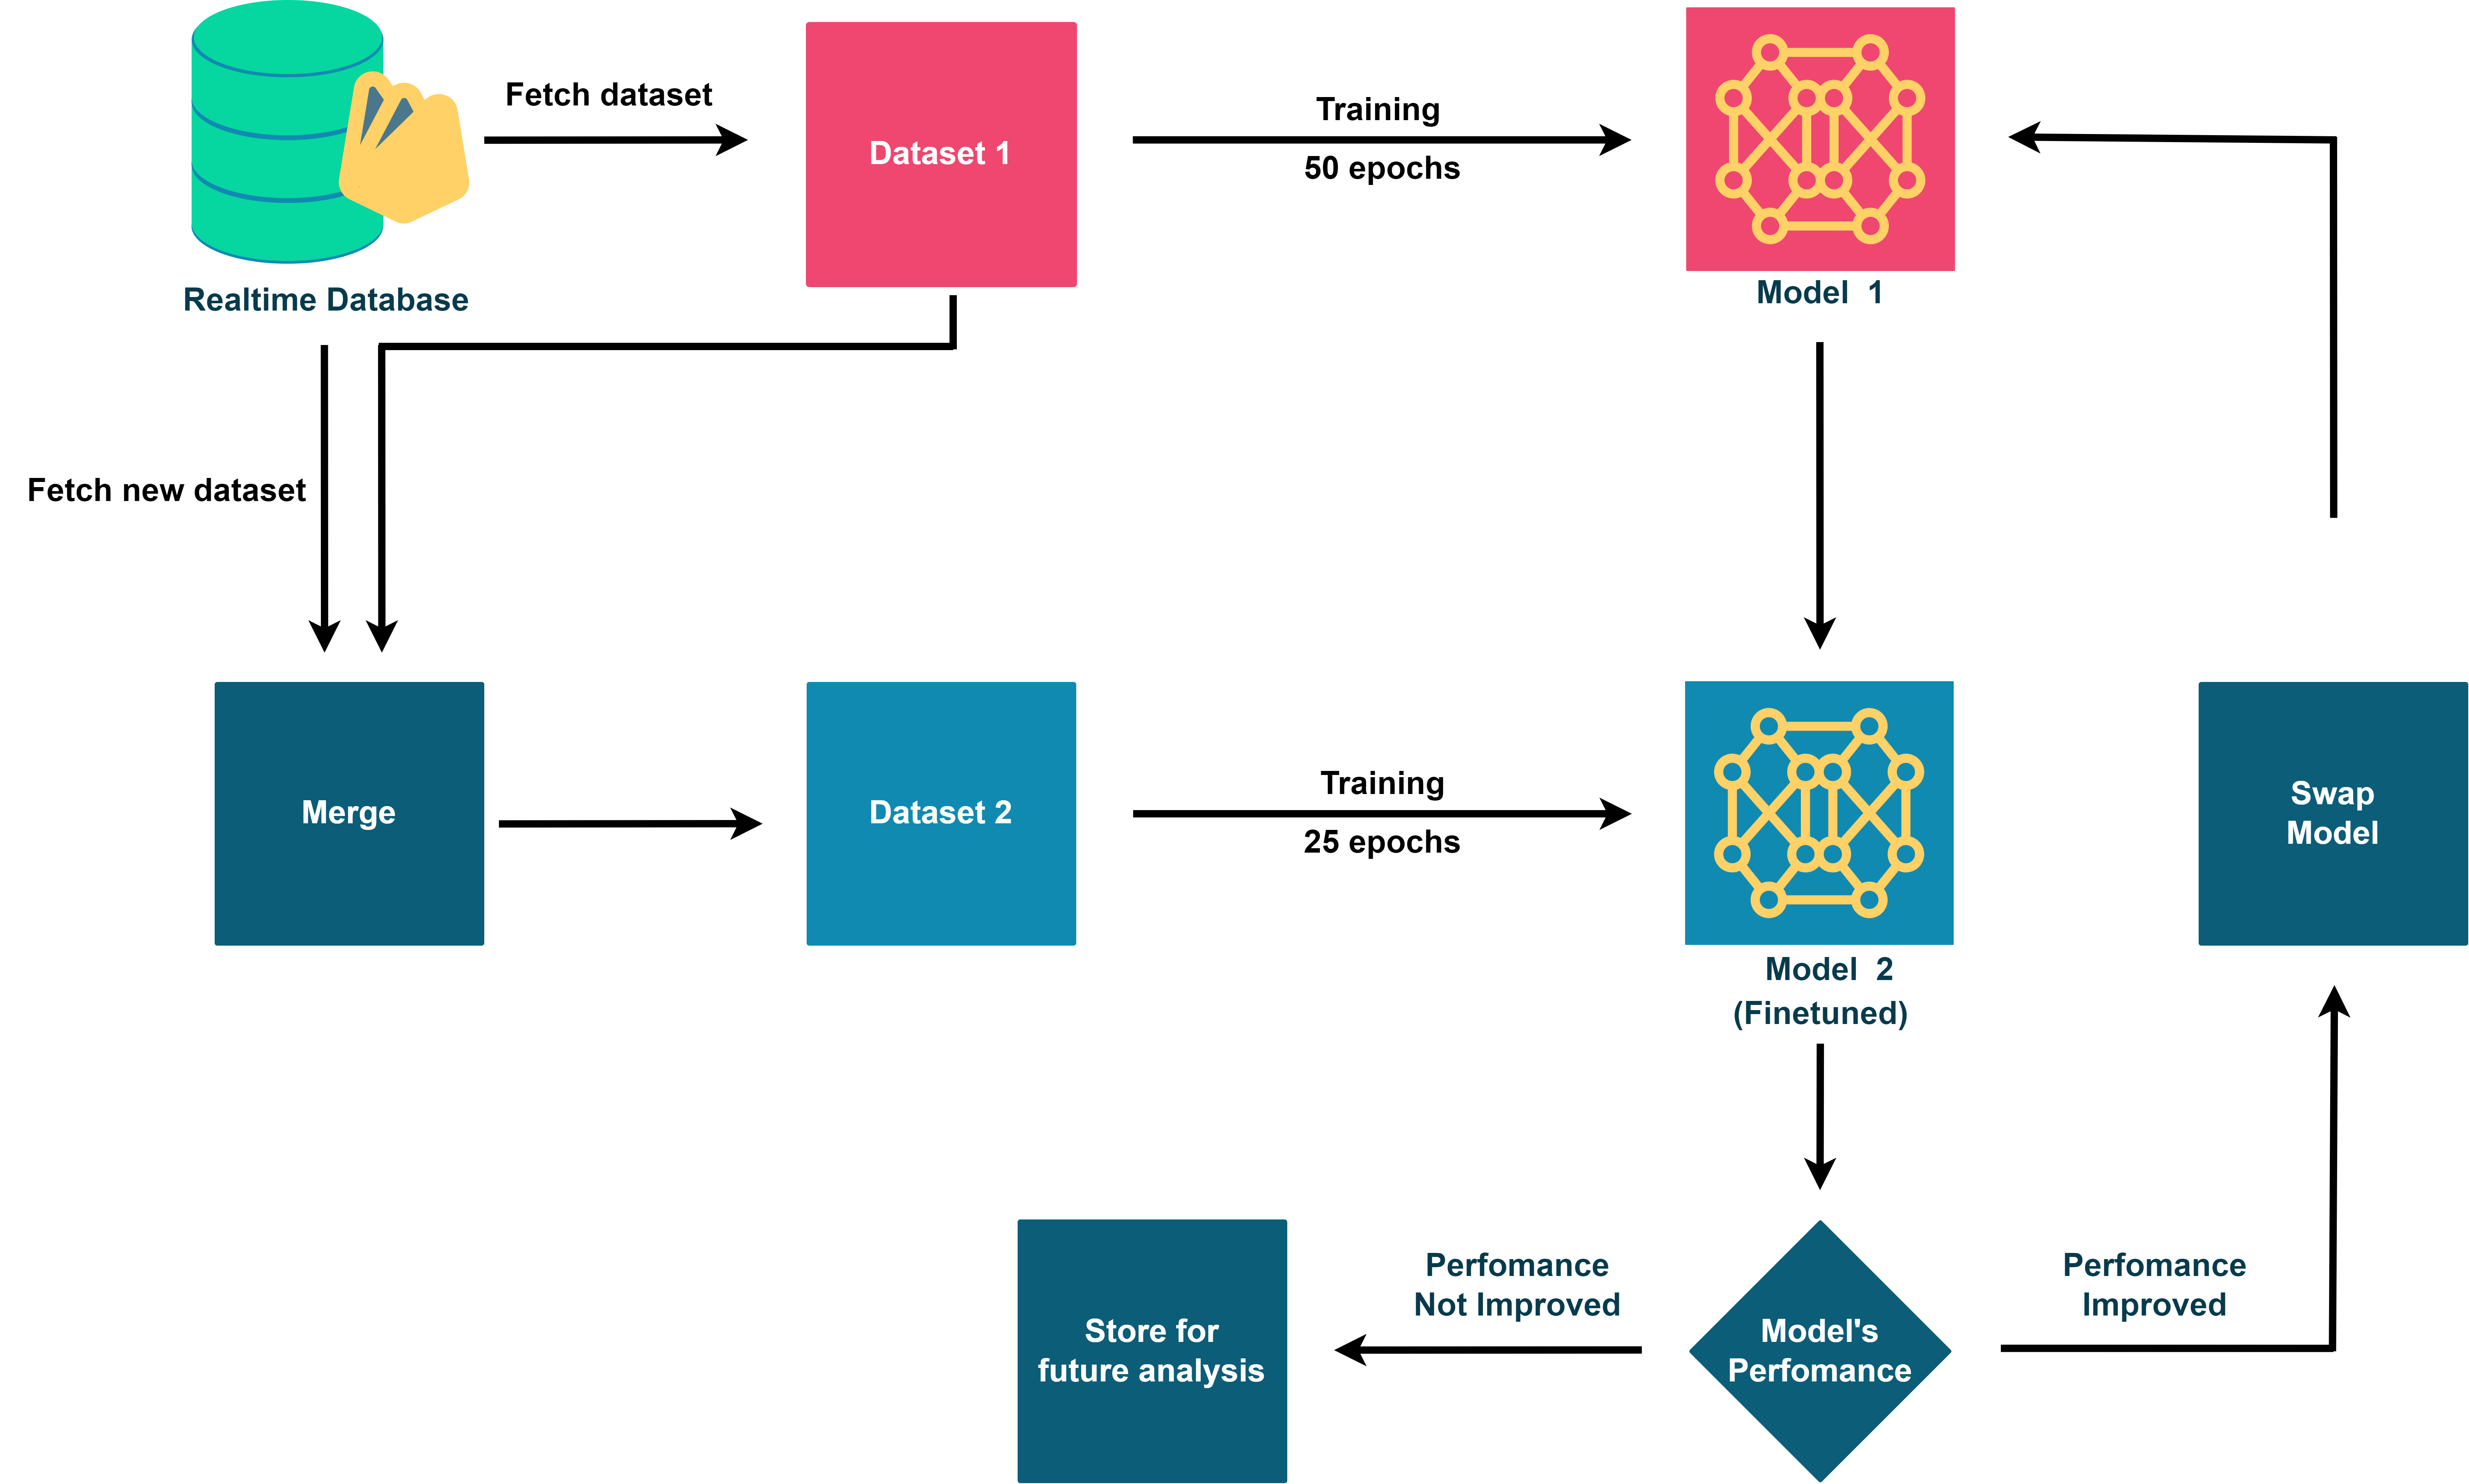 Fetch dataset
Dataset 1
Training
50 epochs
Realtime Database
Model 1
Fetch new dataset
Merge
Dataset 2
Training
25 epochs
Swap
Model
Model 2
(Finetuned)
Perfomance
Not Improved
Perfomance
Improved
Store for
future analysis
Model's
Perfomance